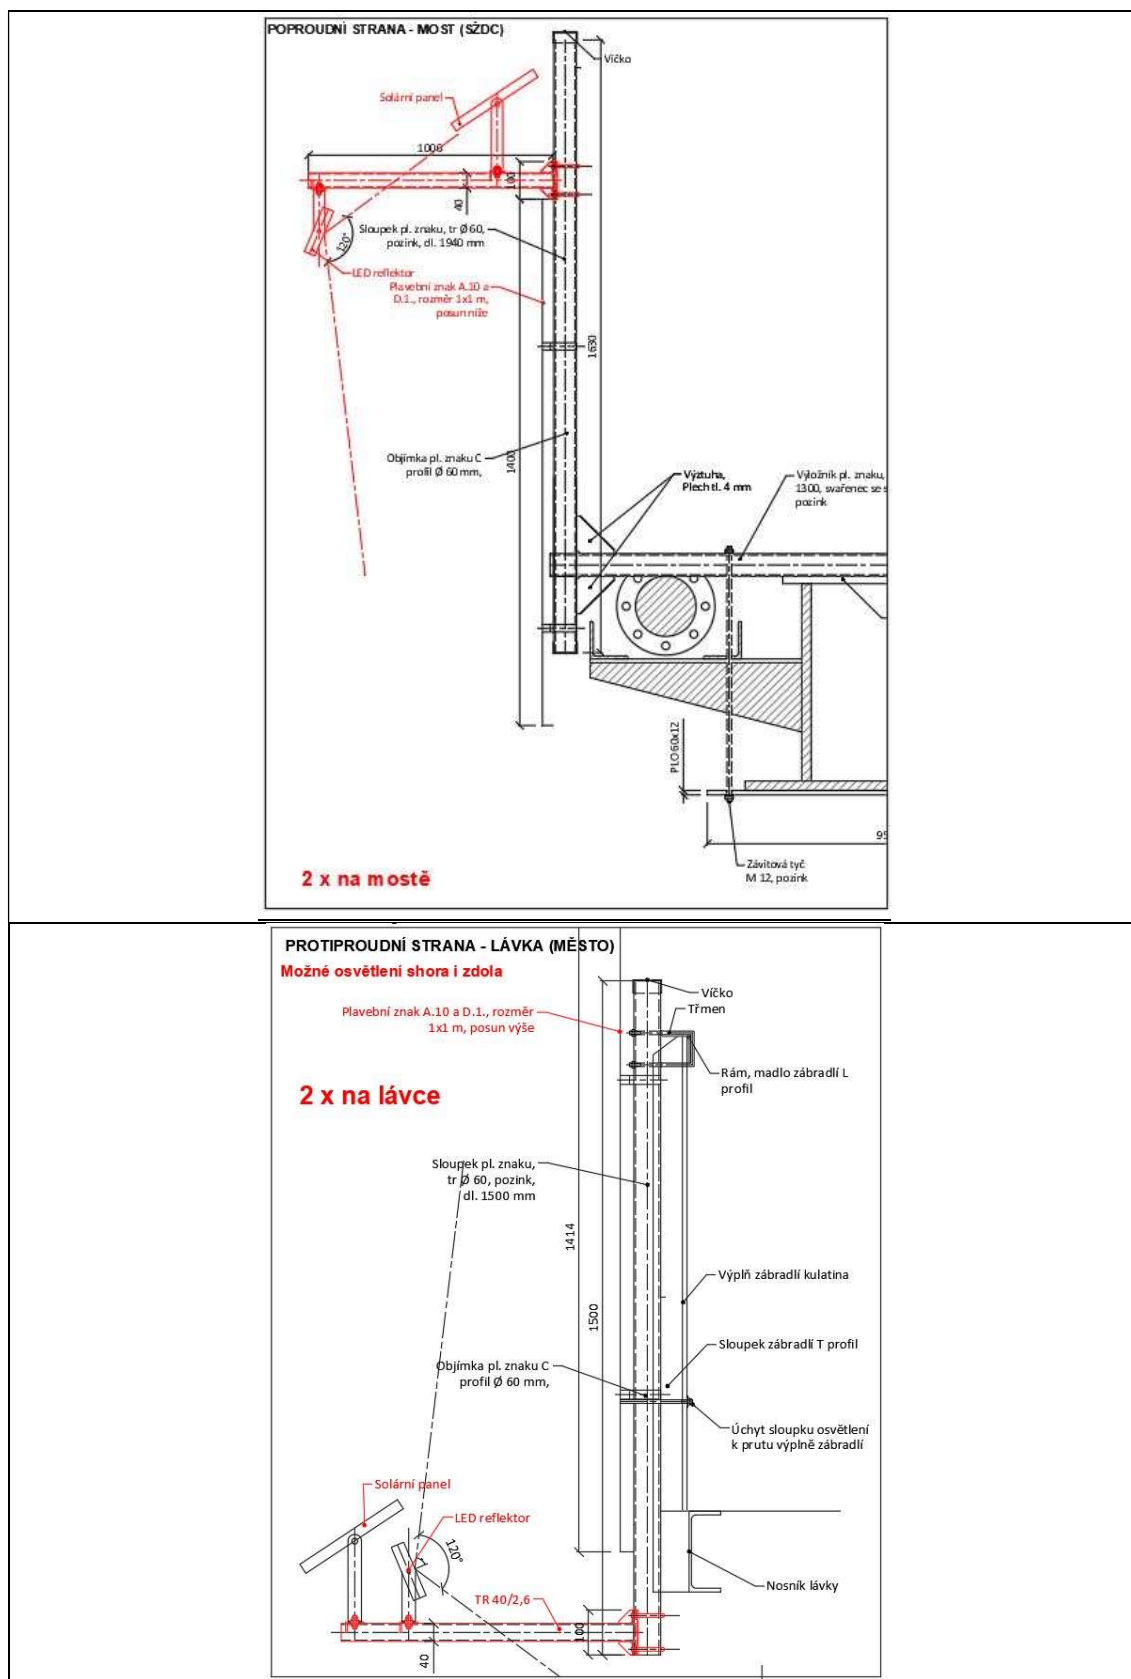 POPROUDNÍ STRANA - MOST (SŽDC)
Víčko
Solární panel
1000
100
40
Sloupek pl. znaku, tr Ø 60,
pozink, dl. 1940 mm
120°
LED reflektor
Plavební znak A.10 a
D.1., rozměr 1x1 m,
posun níže
1630
Objímka pl. znaku C
profil Ø 60 mm,
1400
Výztuha,
Plech tl. 4 mm
Výložník pl. znaku,
1300, svařenec se s
pozink
PLO 60x12
95
Závitová tyč
M 12, pozink
2 x na mostě
PROTIPROUDNÍ STRANA - LÁVKA (MĚSTO)
Možné osvětlení shora i zdola
Víčko
Třmen
Plavební znak A.10 a D.1., rozměr
1x1 m, posun výše
Rám, madlo zábradlí L
profil
2 x na lávce
Sloupek pl. znaku,
tr Ø 60, pozink,
dl. 1500 mm
1414
1500
Výplň zábradlí kulatina
Sloupek zábradlí T profil
Objímka pl. znaku C
profil Ø 60 mm,
Úchyt sloupku osvětlení
k prutu výplně zábradlí
Solární panel
LED reflektor
120°
Nosník lávky
TR 40/2,6
100
40